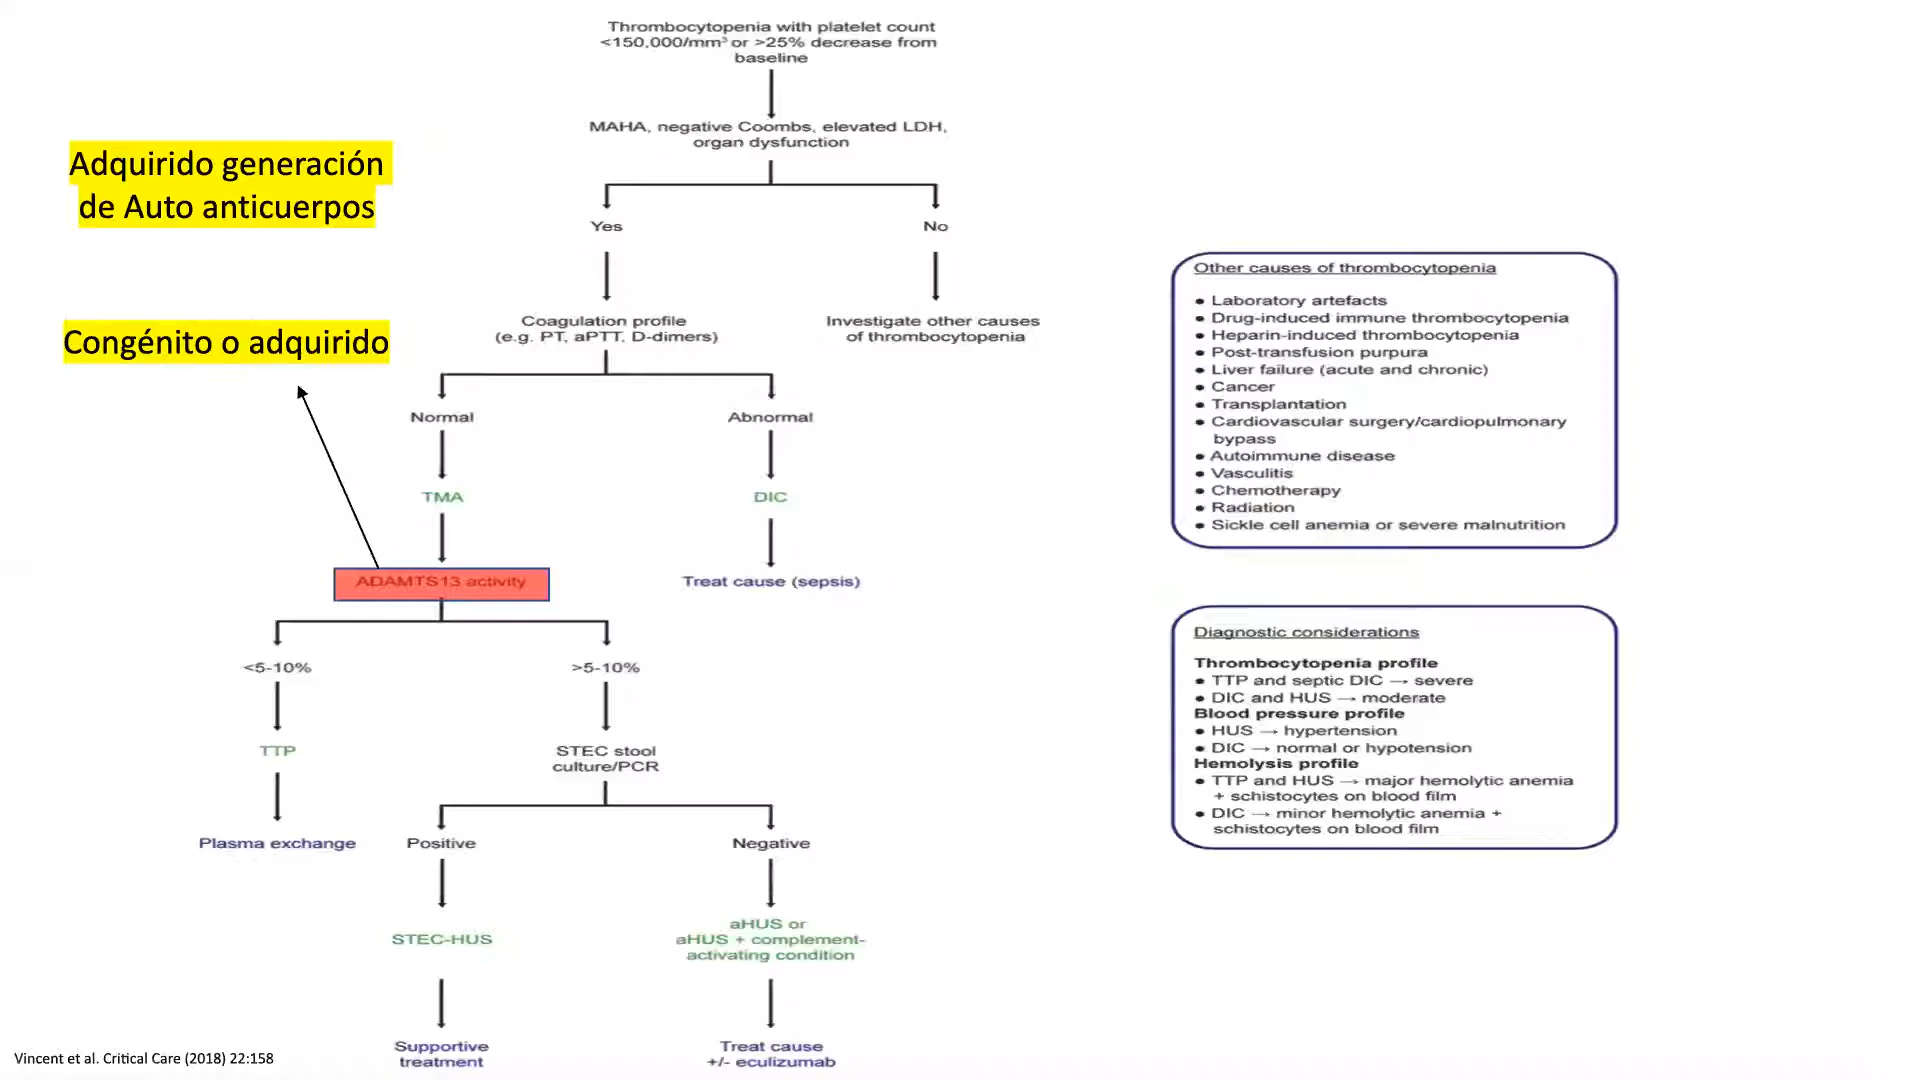 Thrombocytopenia with platelet count
<150,000/mm³ or >25% decrease from
baseline
MAHA, negative Coombs, elevated LDH,
organ dysfunction
Adquirido generación
de Auto anticuerpos
Yes
No
Coagulation profile
(e.g. PT, aPTT, D-dimers)
Investigate other causes
of thrombocytopenia
Congénito o adquirido
Normal
Abnormal
TMA
DIC
ADAMTS13 activity
Treat cause (sepsis)
<5-10%
>5-10%
TTP
STEC stool
culture/PCR
Plasma exchange
Positive
Negative
STEC-HUS
aHUS or
aHUS + complement-
activating condition
Supportive
treatment
Treat cause
+/- eculizumab
Other causes of thrombocytopenia
● Laboratory artefacts
● Drug-induced immune thrombocytopenia
● Heparin-induced thrombocytopenia
● Post-transfusion purpura
● Liver failure (acute and chronic)
● Cancer
● Transplantation
● Cardiovascular surgery/cardiopulmonary
bypass
● Autoimmune disease
● Vasculitis
● Chemotherapy
● Radiation
● Sickle cell anemia or severe malnutrition
Diagnostic considerations
Thrombocytopenia profile
● TTP and septic DIC → severe
● DIC and HUS → moderate
Blood pressure profile
● HUS → hypertension
● DIC → normal or hypotension
Hemolysis profile
● TTP and HUS → major hemolytic anemia
+ schistocytes on blood film
● DIC → minor hemolytic anemia +
schistocytes on blood film
Vincent et al. Critical Care (2018) 22:158